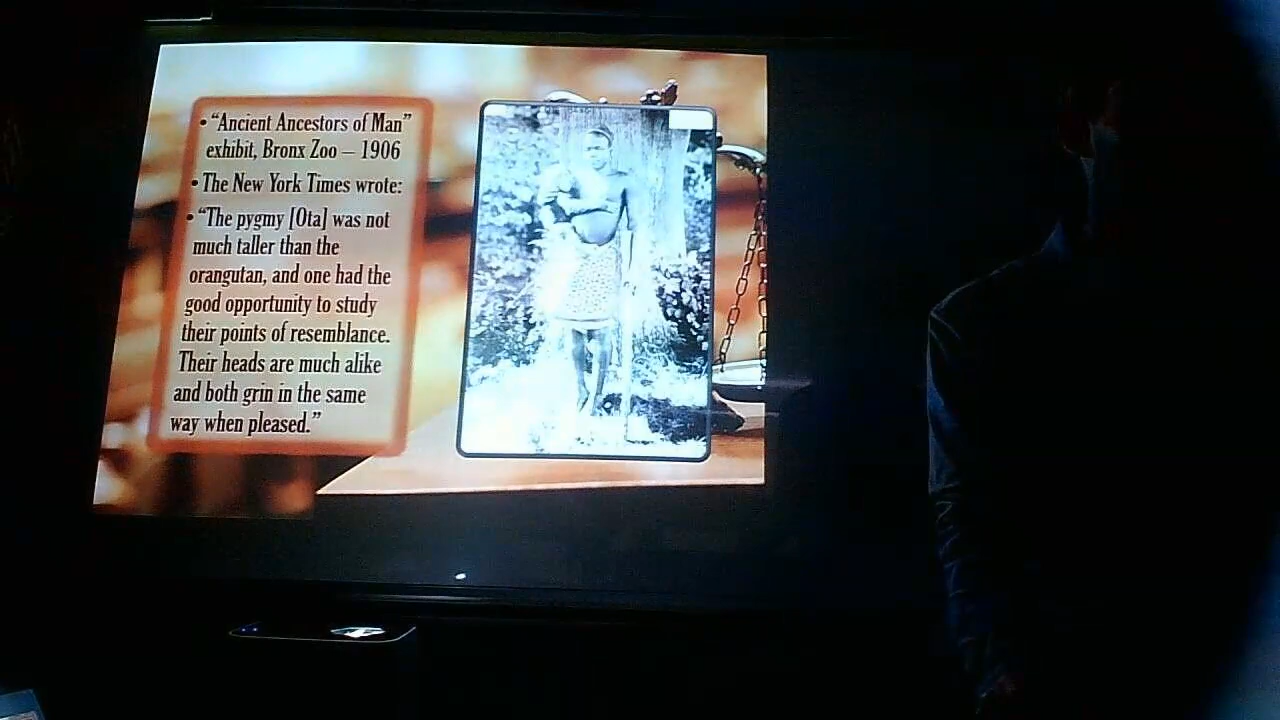 • “Ancient Ancestors of Man”
exhibit, Bronx Zoo – 1906
• The New York Times wrote:
• “The pygmy [Ota] was not
much taller than the
orangutan, and one had the
good opportunity to study
their points of resemblance.
Their heads are much alike
and both grin in the same
way when pleased.”